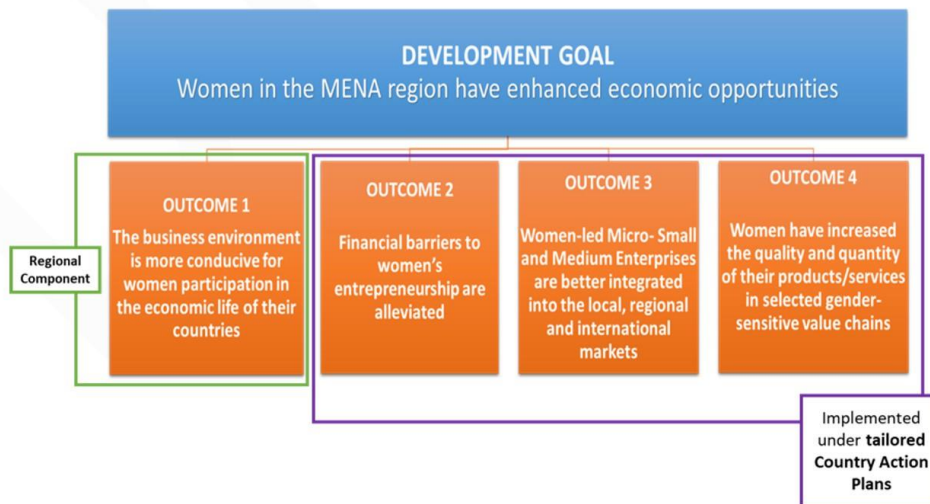 DEVELOPMENT GOAL
Women in the MENA region have enhanced economic opportunities
Regional
Component
OUTCOME 1
The business environment
is more conducive for
women participation in
the economic life of their
countries
OUTCOME 2
Financial barriers to
women's
entrepreneurship are
alleviated
OUTCOME 3
Women-led Micro- Small
and Medium Enterprises
are better integrated
into the local, regional
and international
markets
OUTCOME 4
Women have increased
the quality and quantity
of their products/services
in selected gender-
sensitive value chains
Implemented
under tailored
Country Action
Plans